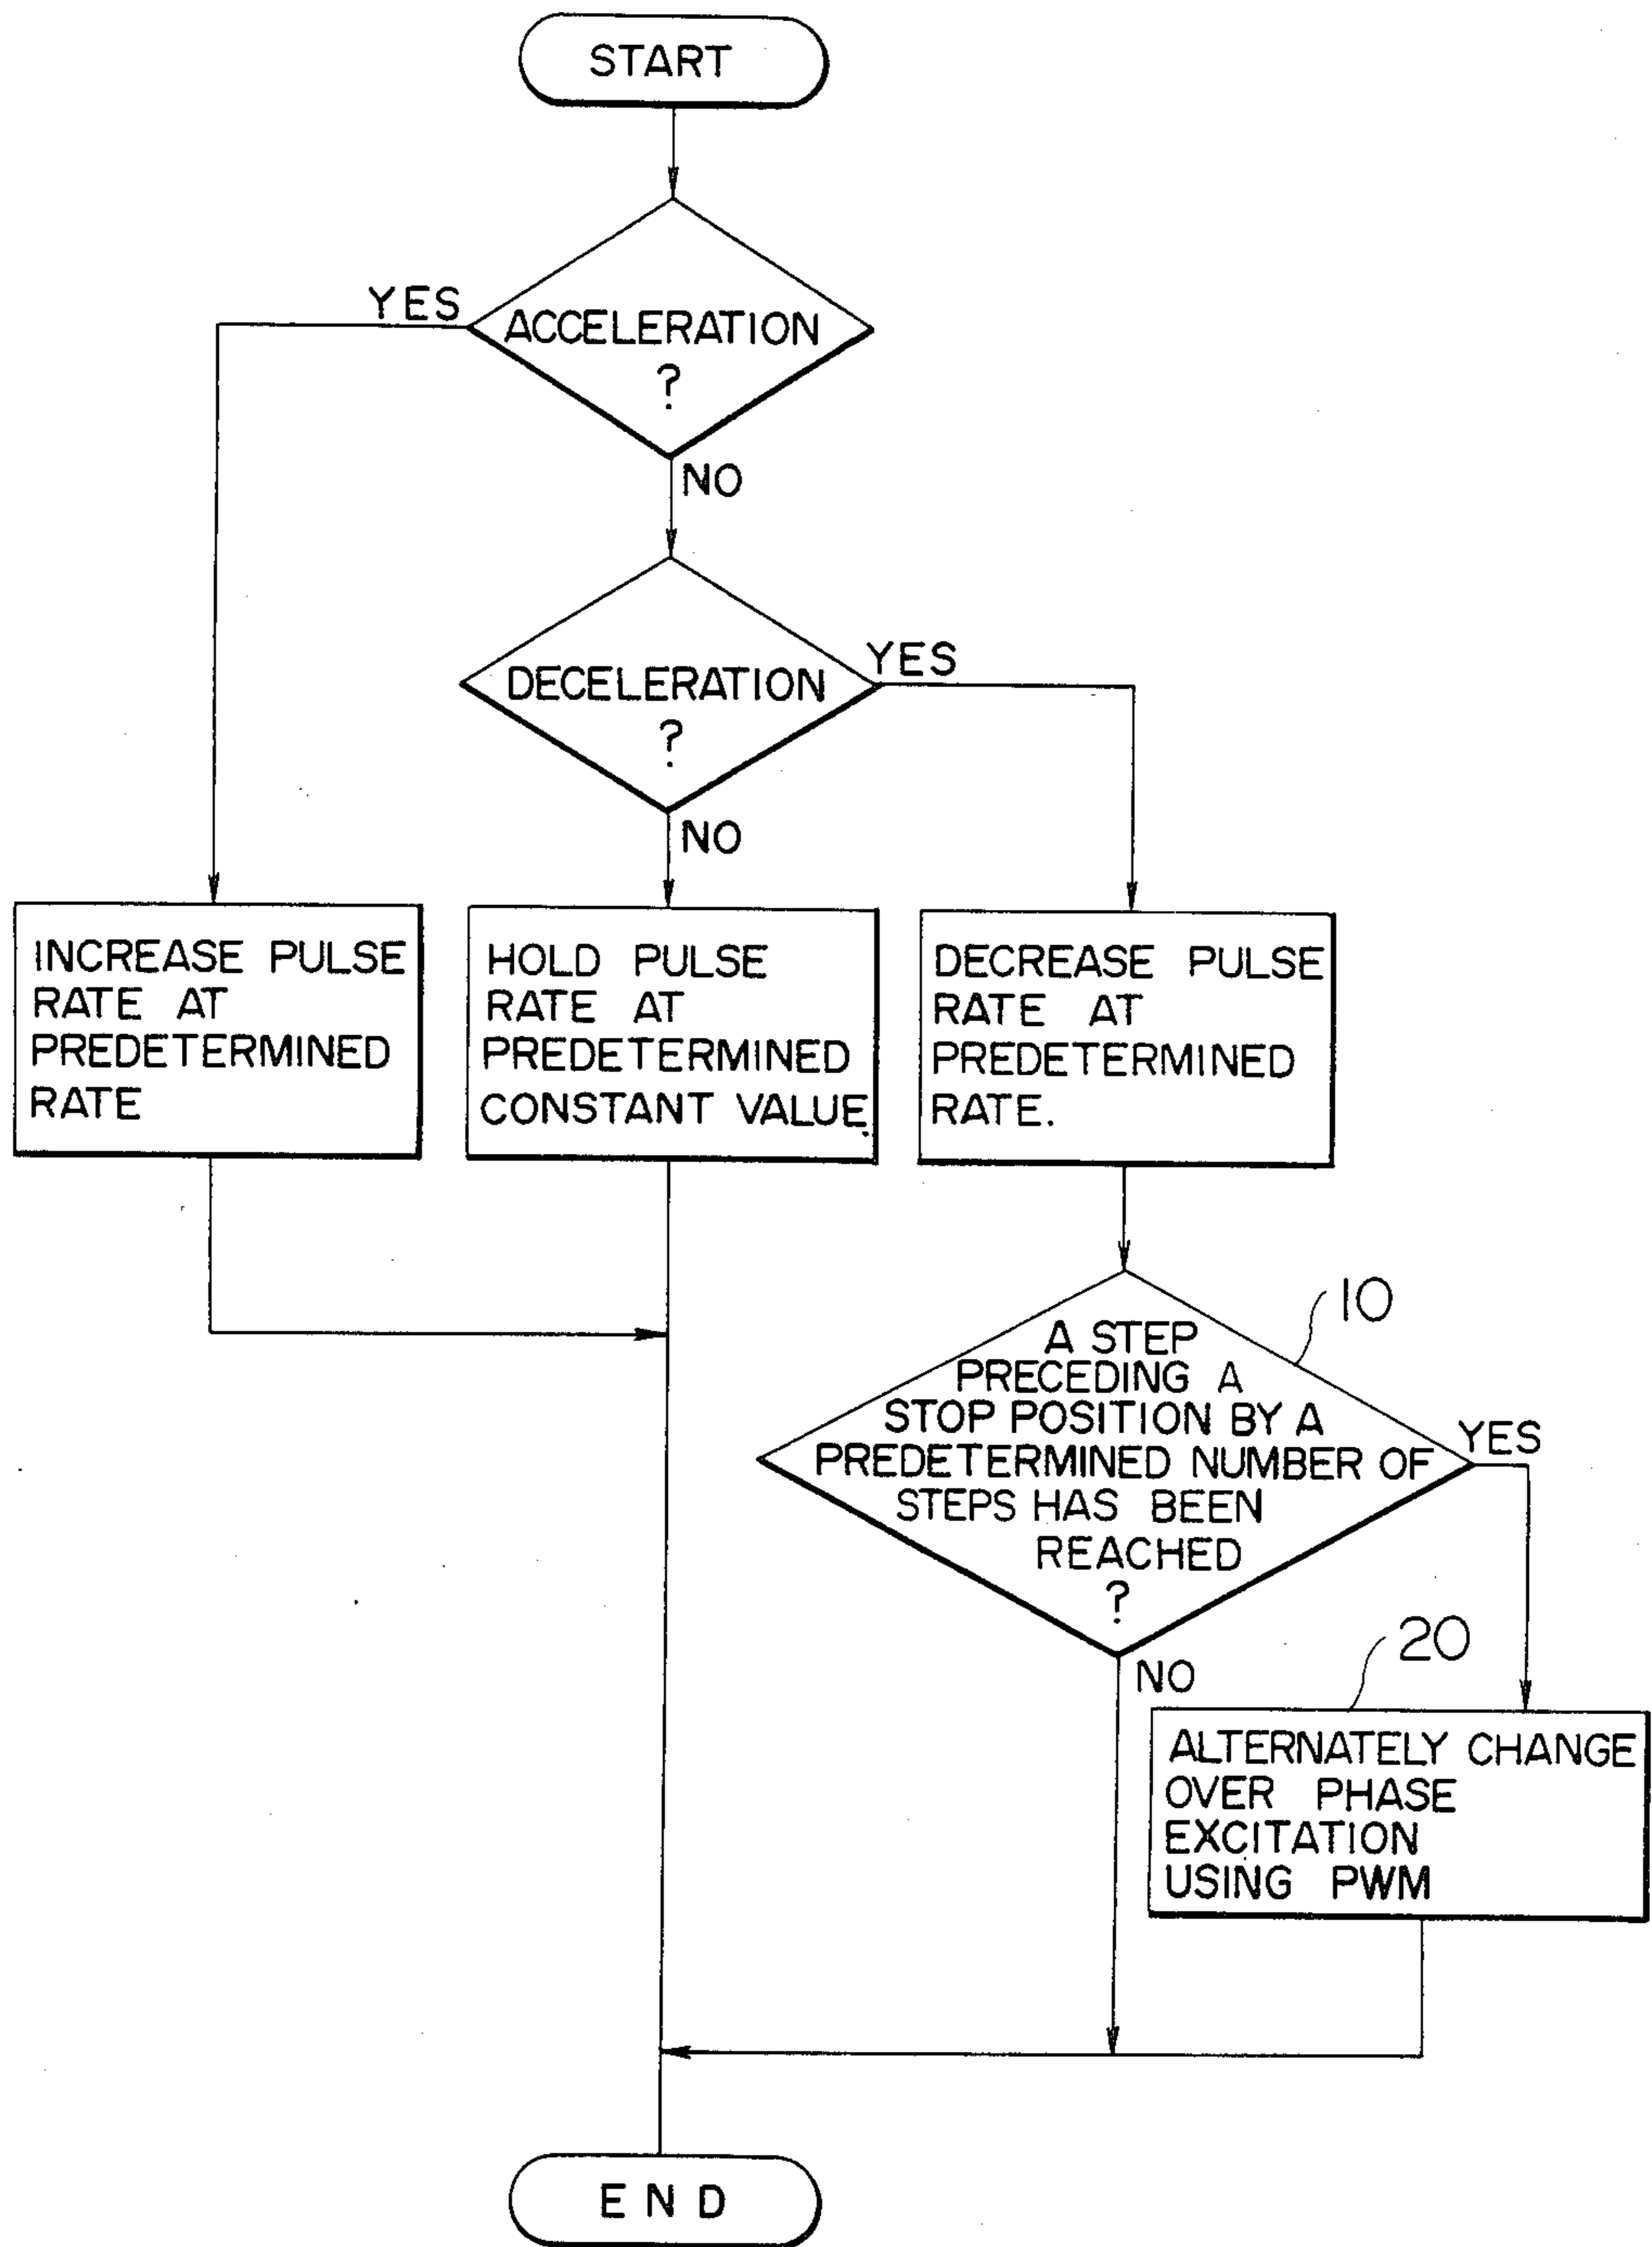 START
YES
ACCELERATION
?
NO
YES
DECELERATION
?
NO
INCREASE PULSE
RATE AT
PREDETERMINED
RATE
HOLD PULSE
RATE AT
PREDETERMINED
CONSTANT VALUE.
DECREASE PULSE
RATE AT
PREDETERMINED
RATE.
10
A STEP
PRECEDING A
STOP POSITION BY A
PREDETERMINED NUMBER OF
STEPS HAS BEEN
REACHED
?
YES
NO
20
ALTERNATELY CHANGE
OVER PHASE
EXCITATION
USING PWM
END